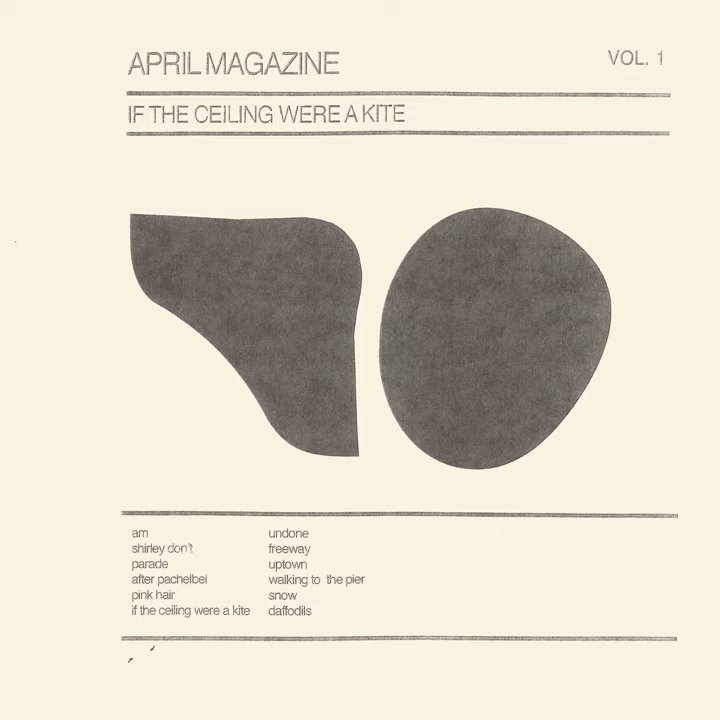 APRIL MAGAZINE
VOL. 1
IF THE CEILING WERE A KITE
am
shirley don't
parade
after pachelbel
pink hair
if the ceiling were a kite
undone
freeway
uptown
walking to the pier
snow
daffodils